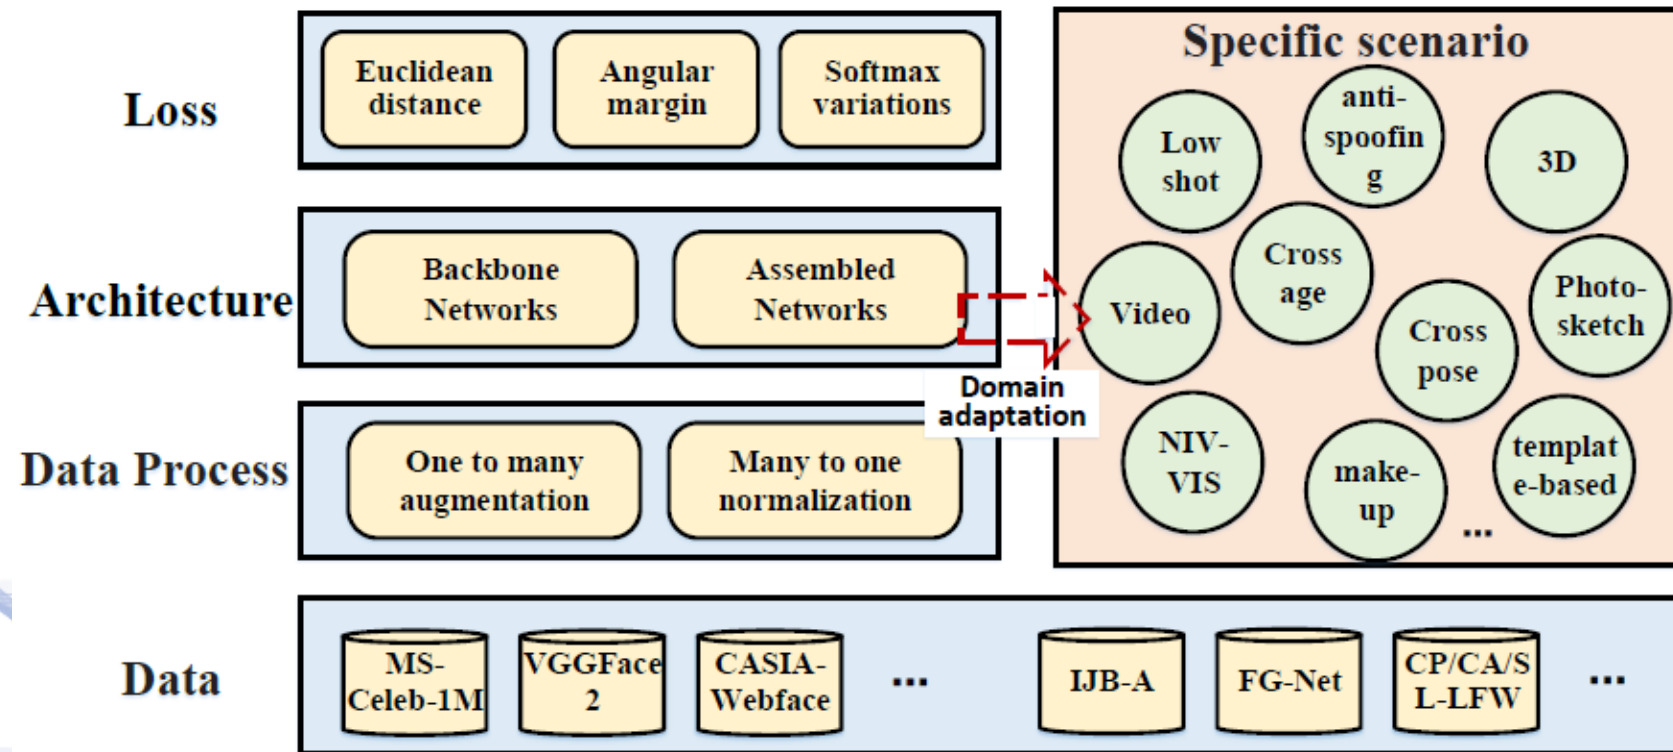 Loss
Euclidean
distance
Angular
margin
Softmax
variations
Architecture
Backbone
Networks
Assembled
Networks
Data Process
One to many
augmentation
Many to one
normalization
Domain
adaptation
Specific scenario
Low
shot
anti-
spoofin
g
3D
Video
Cross
age
Cross
pose
Photo-
sketch
NIV-
VIS
make-
up
templat
e-based
...
Data
MS-
Celeb-1M
VGGFace
2
CASIA-
Webface
...
IJB-A
FG-Net
CP/CA/S
L-LFW
...